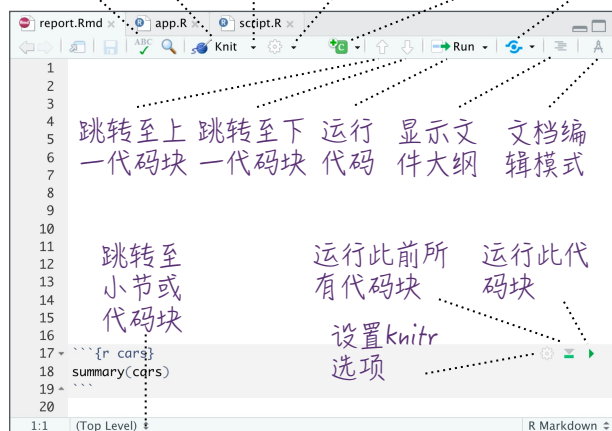 report.Rmd × app.R × script.R ×
ABC Knit +C Run
1
2
3
4
5
6
7
8
9
10
11
12
13
14
15
16
跳转至上一代码块
跳转至下一代码块
运行代码
显示文件大纲
文档编辑模式
跳转至小节或代码块
运行此前所有代码块
运行此代码块
设置knitr选项
17 ```{r cars}
18 summary(cars)
19 ```
20
1:1 (Top Level) R Markdown